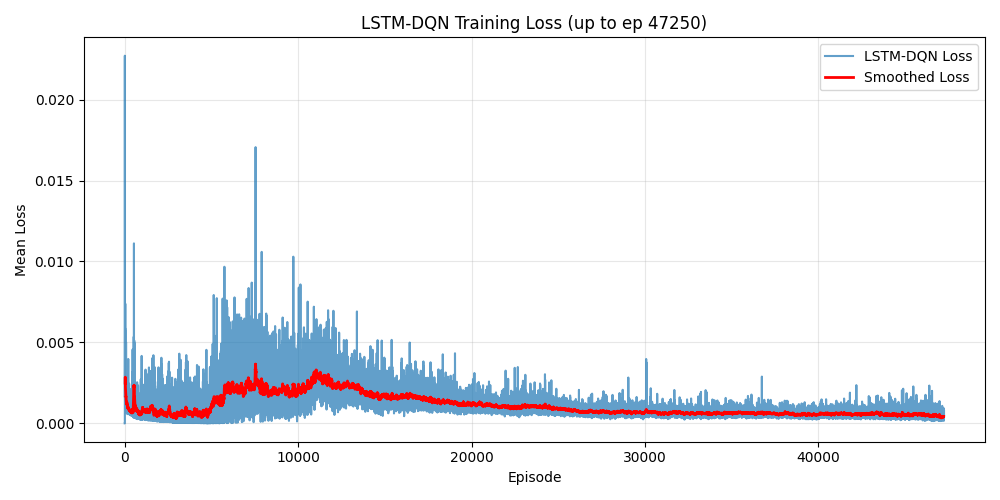 LSTM-DQN Training Loss (up to ep 47250)
LSTM-DQN Loss
Smoothed Loss
Mean Loss
0.020
0.015
0.010
0.005
0.000
0
10000
20000
30000
40000
Episode